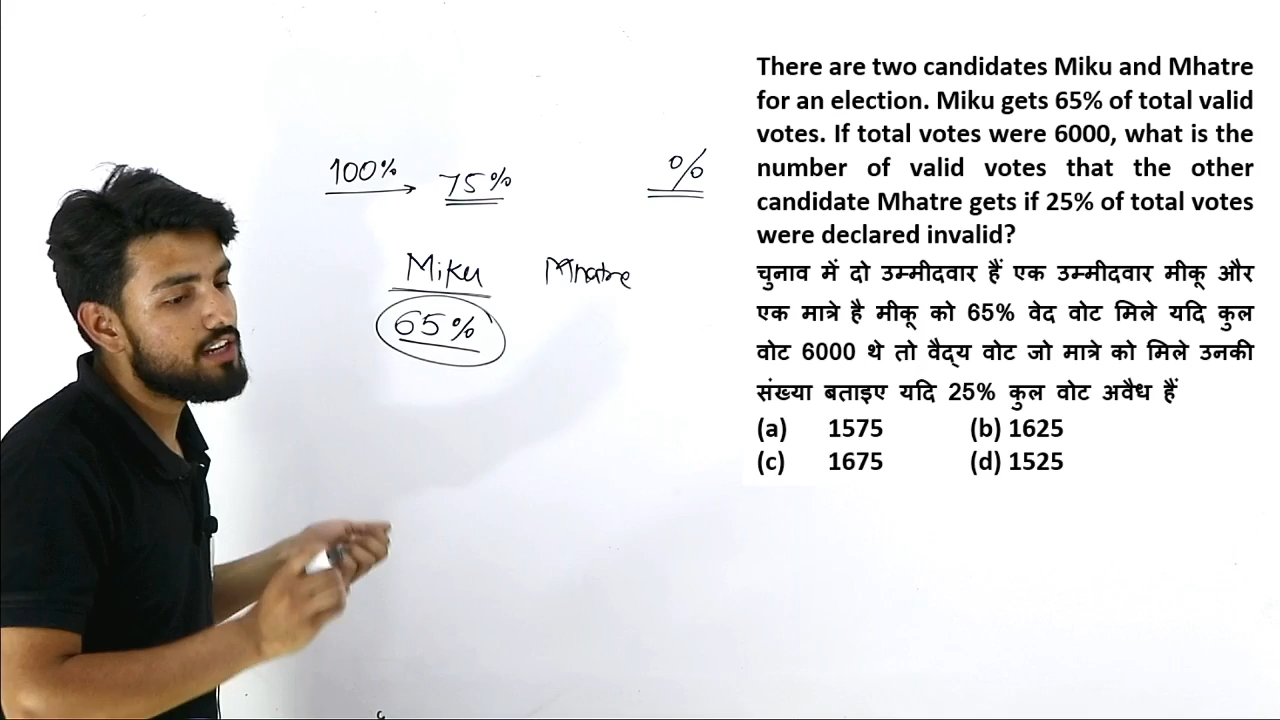 100% 75% %
Miku Mhatre
65%
There are two candidates Miku and Mhatre
for an election. Miku gets 65% of total valid
votes. If total votes were 6000, what is the
number of valid votes that the other
candidate Mhatre gets if 25% of total votes
were declared invalid?
चुनाव में दो उम्मीदवार हैं एक उम्मीदवार मीकू और
एक मात्रे है मीकू को 65% वेद वोट मिले यदि कुल
वोट 6000 थे तो वैद्य वोट जो मात्रे को मिले उनकी
संख्या बताइए यदि 25% कुल वोट अवैध हैं
(a) 1575 (b) 1625
(c) 1675 (d) 1525